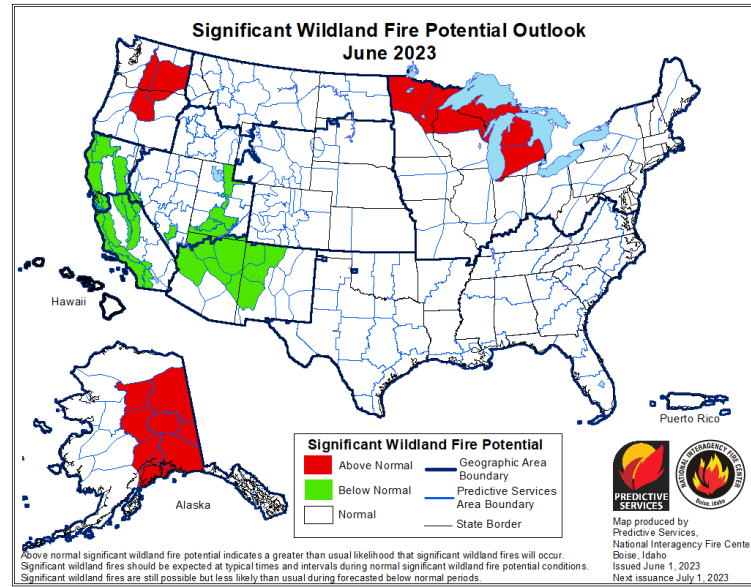 Significant Wildland Fire Potential Outlook
June 2023
Hawaii
Puerto Rico
Alaska
Significant Wildland Fire Potential
Above Normal
Below Normal
Normal
Geographic Area
Boundary
Predictive Services
Area Boundary
State Border
PREDICTIVE
SERVICES
NATIONAL INTERAGENCY FIRE CENTER
Boise, Idaho
Map produced by
Predictive Services,
National Interagency Fire Center
Boise, Idaho
Issued June 1, 2023
Next issuance July 1, 2023
Above normal significant wildland fire potential indicates a greater than usual likelihood that significant wildland fires will occur.
Significant wildland fires should be expected at typical times and intervals during normal significant wildland fire potential conditions.
Significant wildland fires are still possible but less likely than usual during forecasted below normal periods.